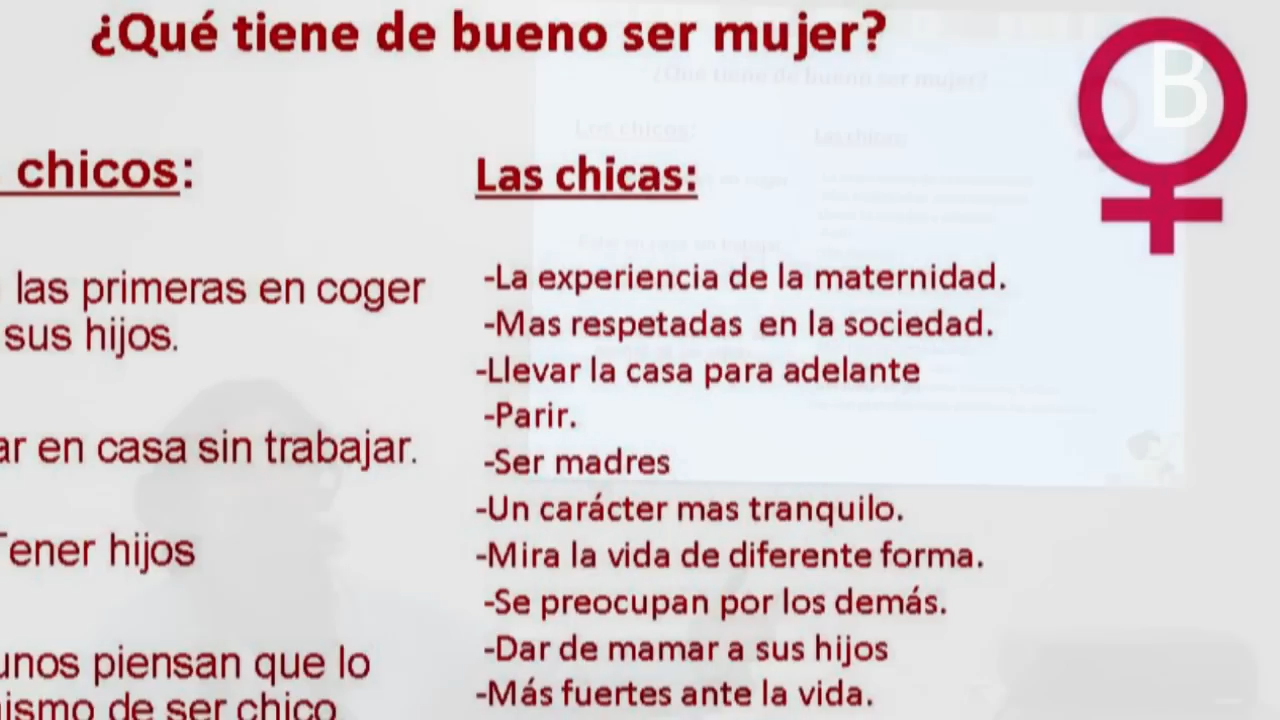 ¿Qué tiene de bueno ser mujer?
B
chicos:
las primeras en coger
sus hijos.
en casa sin trabajar.
Tener hijos
piensan que lo
de ser chico
Las chicas:
-La experiencia de la maternidad.
-Mas respetadas en la sociedad.
-Llevar la casa para adelante
-Parir.
-Ser madres
-Un carácter mas tranquilo.
-Mira la vida de diferente forma.
-Se preocupan por los demás.
-Dar de mamar a sus hijos
-Más fuertes ante la vida.